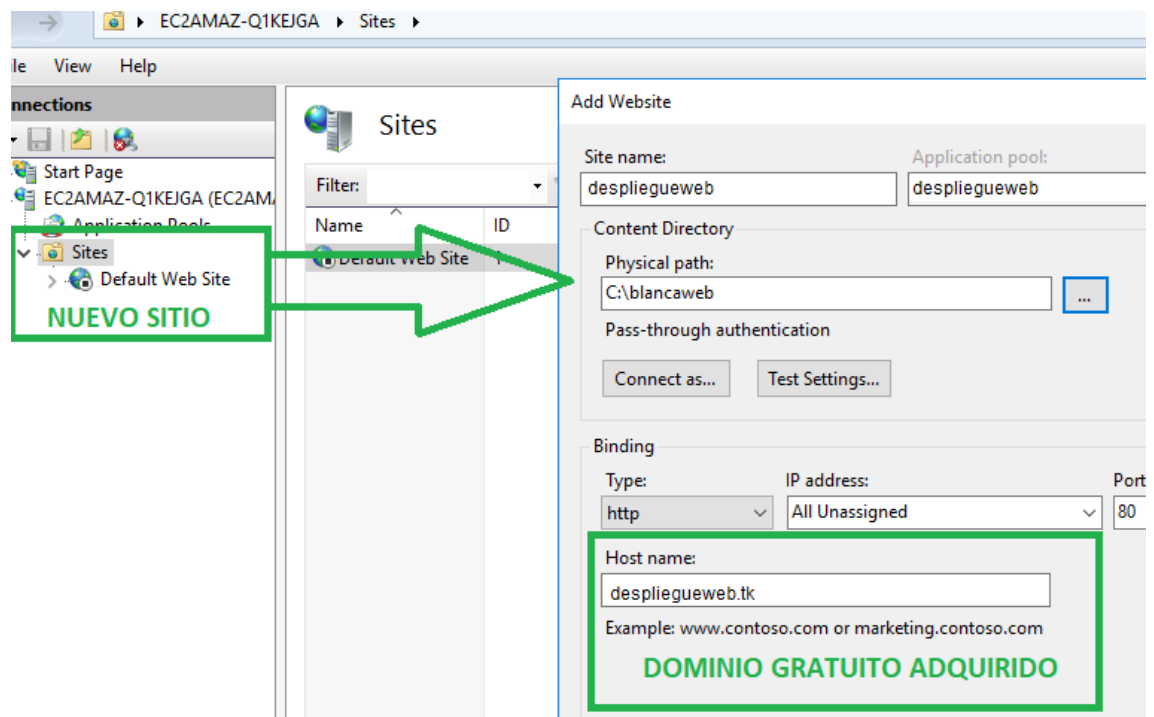 EC2AMAZ-Q1KEJGA Sites
ile View Help
nnections
Start Page
EC2AMAZ-Q1KEJGA (EC2AM
Application Pools
Sites
Default Web Site
NUEVO SITIO
Sites
Filter:
Name ID
Default Web Site 1
Add Website
Site name: Application pool:
despliegueweb despliegueweb
Content Directory
Physical path:
C:\blancaweb ...
Pass-through authentication
Connect as... Test Settings...
Binding
Type: IP address: Port
http All Unassigned 80
Host name:
despliegueweb.tk
Example: www.contoso.com or marketing.contoso.com
DOMINIO GRATUITO ADQUIRIDO